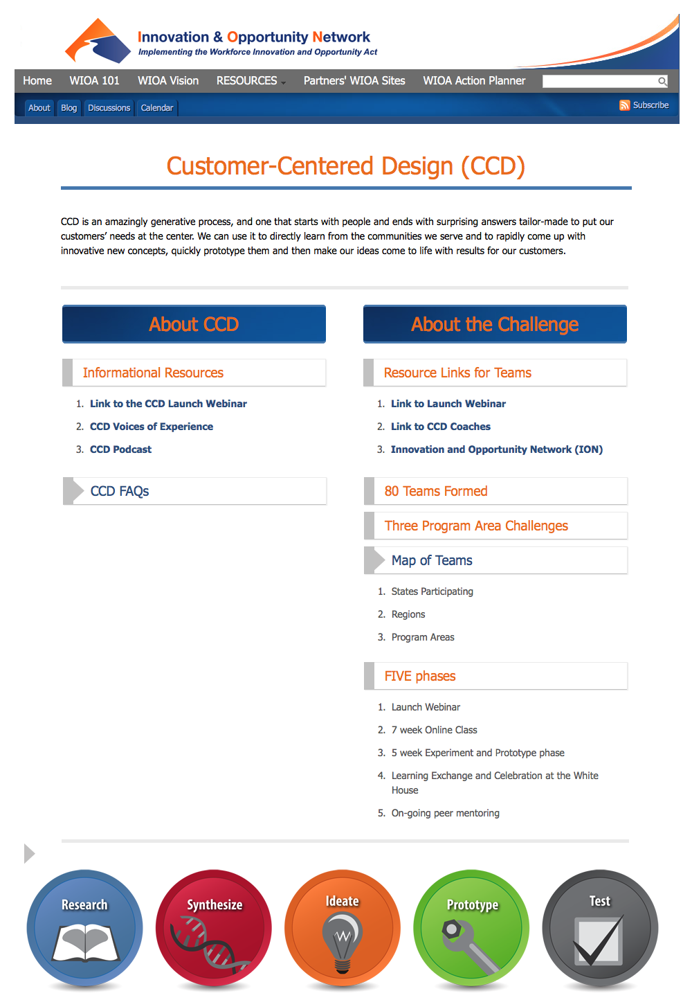 Innovation & Opportunity Network
Implementing the Workforce Innovation and Opportunity Act
Home WIOA 101 WIOA Vision RESOURCES Partners' WIOA Sites WIOA Action Planner
About Blog Discussions Calendar Subscribe
Customer-Centered Design (CCD)
CCD is an amazingly generative process, and one that starts with people and ends with surprising answers tailor-made to put our
customers’ needs at the center. We can use it to directly learn from the communities we serve and to rapidly come up with
innovative new concepts, quickly prototype them and then make our ideas come to life with results for our customers.
About CCD
Informational Resources
1. Link to the CCD Launch Webinar
2. CCD Voices of Experience
3. CCD Podcast
CCD FAQs
About the Challenge
Resource Links for Teams
1. Link to Launch Webinar
2. Link to CCD Coaches
3. Innovation and Opportunity Network (ION)
80 Teams Formed
Three Program Area Challenges
Map of Teams
1. States Participating
2. Regions
3. Program Areas
FIVE phases
1. Launch Webinar
2. 7 week Online Class
3. 5 week Experiment and Prototype phase
4. Learning Exchange and Celebration at the White
House
5. On-going peer mentoring
Research Synthesize Ideate Prototype Test